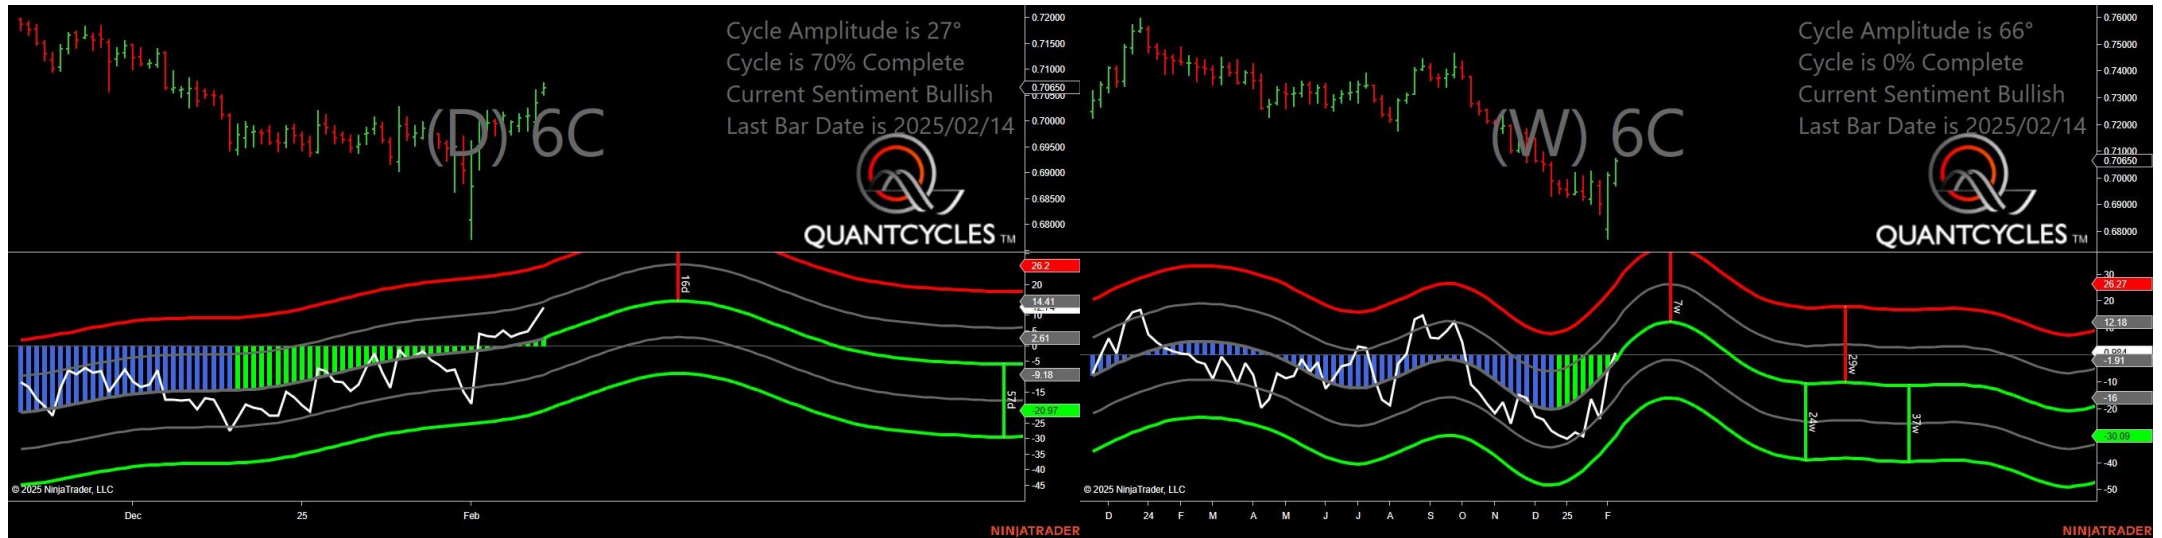 Cycle Amplitude is 27°
Cycle is 70% Complete
Current Sentiment Bullish
Last Bar Date is 2025/02/14
(D) 6C
QUANTCYCLES TM
0.72000
0.71500
0.71000
0.70650
0.70500
0.70000
0.69500
0.69000
0.68500
0.68000
16d
57d
26.2
20
14.41
10
5
2.61
-5
-9.18
-15
-20.97
-25
-30
-35
-40
-45
© 2025 NinjaTrader, LLC
Dec
25
Feb
NINJATRADER
Cycle Amplitude is 66°
Cycle is 0% Complete
Current Sentiment Bullish
Last Bar Date is 2025/02/14
(W) 6C
QUANTCYCLES TM
0.76000
0.75000
0.74000
0.73000
0.72000
0.71000
0.70650
0.70000
0.69000
0.68000
7w
29w
24w
37w
30
26.27
20
12.18
0.984
-1.91
-10
-16
-20
-30.09
-40
-50
© 2025 NinjaTrader, LLC
D
24
F
M
A
M
J
J
A
S
O
N
D
25
F
NINJATRADER